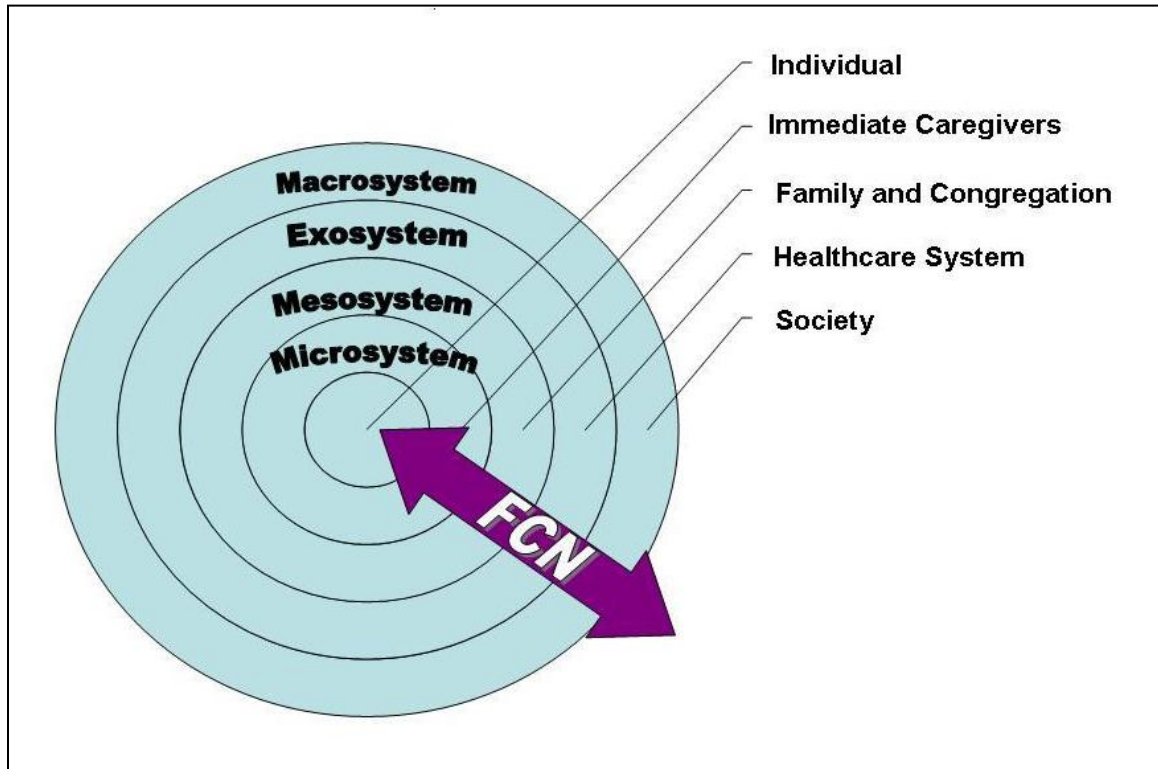 Individual
Immediate Caregivers
Family and Congregation
Healthcare System
Society
Macrosystem
Exosystem
Mesosystem
Microsystem
FCN